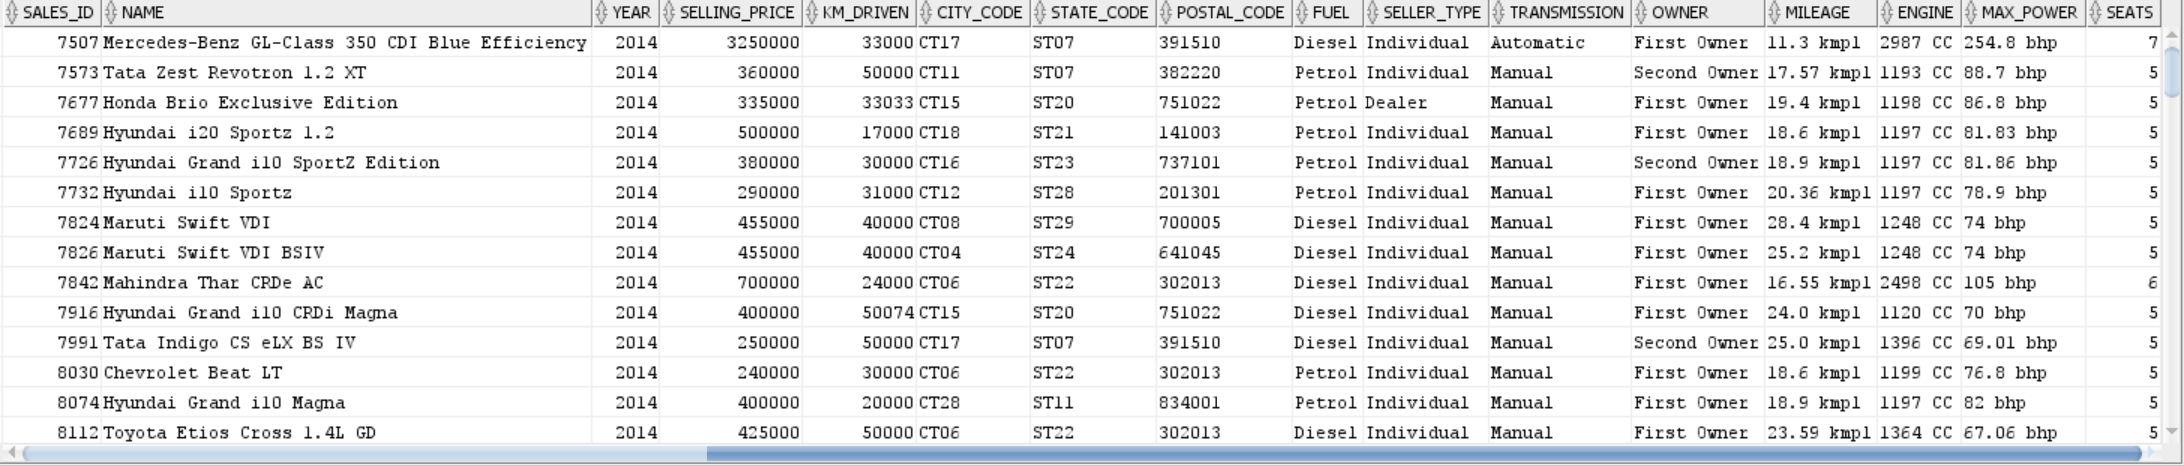 SALES_ID NAME YEAR SELLING_PRICE KM_DRIVEN CITY_CODE STATE_CODE POSTAL_CODE FUEL SELLER_TYPE TRANSMISSION OWNER MILEAGE ENGINE MAX_POWER SEATS
7507 Mercedes-Benz GL-Class 350 CDI Blue Efficiency 2014 3250000 33000 CT17 ST07 391510 Diesel Individual Automatic First Owner 11.3 kmpl 2987 CC 254.8 bhp 7
7573 Tata Zest Revotron 1.2 XT 2014 360000 50000 CT11 ST07 382220 Petrol Individual Manual Second Owner 17.57 kmpl 1193 CC 88.7 bhp 5
7677 Honda Brio Exclusive Edition 2014 335000 33033 CT15 ST20 751022 Petrol Dealer Manual First Owner 19.4 kmpl 1198 CC 86.8 bhp 5
7689 Hyundai i20 Sportz 1.2 2014 500000 17000 CT18 ST21 141003 Petrol Individual Manual First Owner 18.6 kmpl 1197 CC 81.83 bhp 5
7726 Hyundai Grand i10 SportZ Edition 2014 380000 30000 CT16 ST23 737101 Petrol Individual Manual Second Owner 18.9 kmpl 1197 CC 81.86 bhp 5
7732 Hyundai i10 Sportz 2014 290000 31000 CT12 ST28 201301 Petrol Individual Manual First Owner 20.36 kmpl 1197 CC 78.9 bhp 5
7824 Maruti Swift VDI 2014 455000 40000 CT08 ST29 700005 Diesel Individual Manual First Owner 28.4 kmpl 1248 CC 74 bhp 5
7826 Maruti Swift VDI BSIV 2014 455000 40000 CT04 ST24 641045 Diesel Individual Manual First Owner 25.2 kmpl 1248 CC 74 bhp 5
7842 Mahindra Thar CRDe AC 2014 700000 24000 CT06 ST22 302013 Diesel Individual Manual First Owner 16.55 kmpl 2498 CC 105 bhp 6
7916 Hyundai Grand i10 CRDi Magna 2014 400000 50074 CT15 ST20 751022 Diesel Individual Manual First Owner 24.0 kmpl 1120 CC 70 bhp 5
7991 Tata Indigo CS eLX BS IV 2014 250000 50000 CT17 ST07 391510 Diesel Individual Manual Second Owner 25.0 kmpl 1396 CC 69.01 bhp 5
8030 Chevrolet Beat LT 2014 240000 30000 CT06 ST22 302013 Petrol Individual Manual First Owner 18.6 kmpl 1199 CC 76.8 bhp 5
8074 Hyundai Grand i10 Magna 2014 400000 20000 CT28 ST11 834001 Petrol Individual Manual First Owner 18.9 kmpl 1197 CC 82 bhp 5
8112 Toyota Etios Cross 1.4L GD 2014 425000 50000 CT06 ST22 302013 Diesel Individual Manual First Owner 23.59 kmpl 1364 CC 67.06 bhp 5